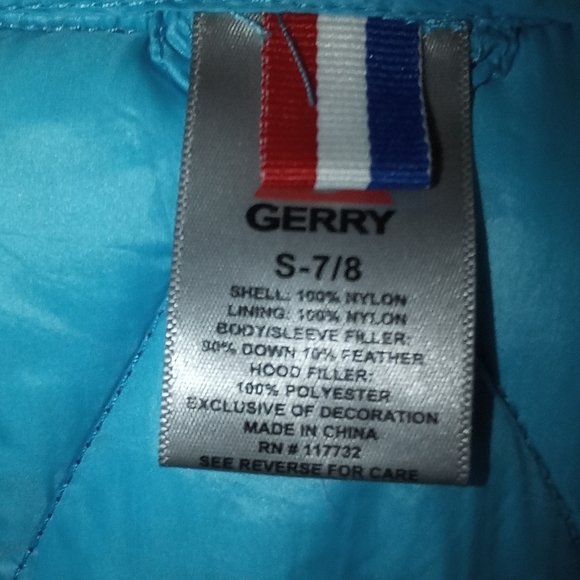 GERRY
S-7/8
SHELL: 100% NYLON
LINING: 100% NYLON
BODY/SLEEVE FILLER:
90% DOWN 10% FEATHER
HOOD FILLER:
100% POLYESTER
EXCLUSIVE OF DECORATION
MADE IN CHINA
RN # 117732
SEE REVERSE FOR CARE